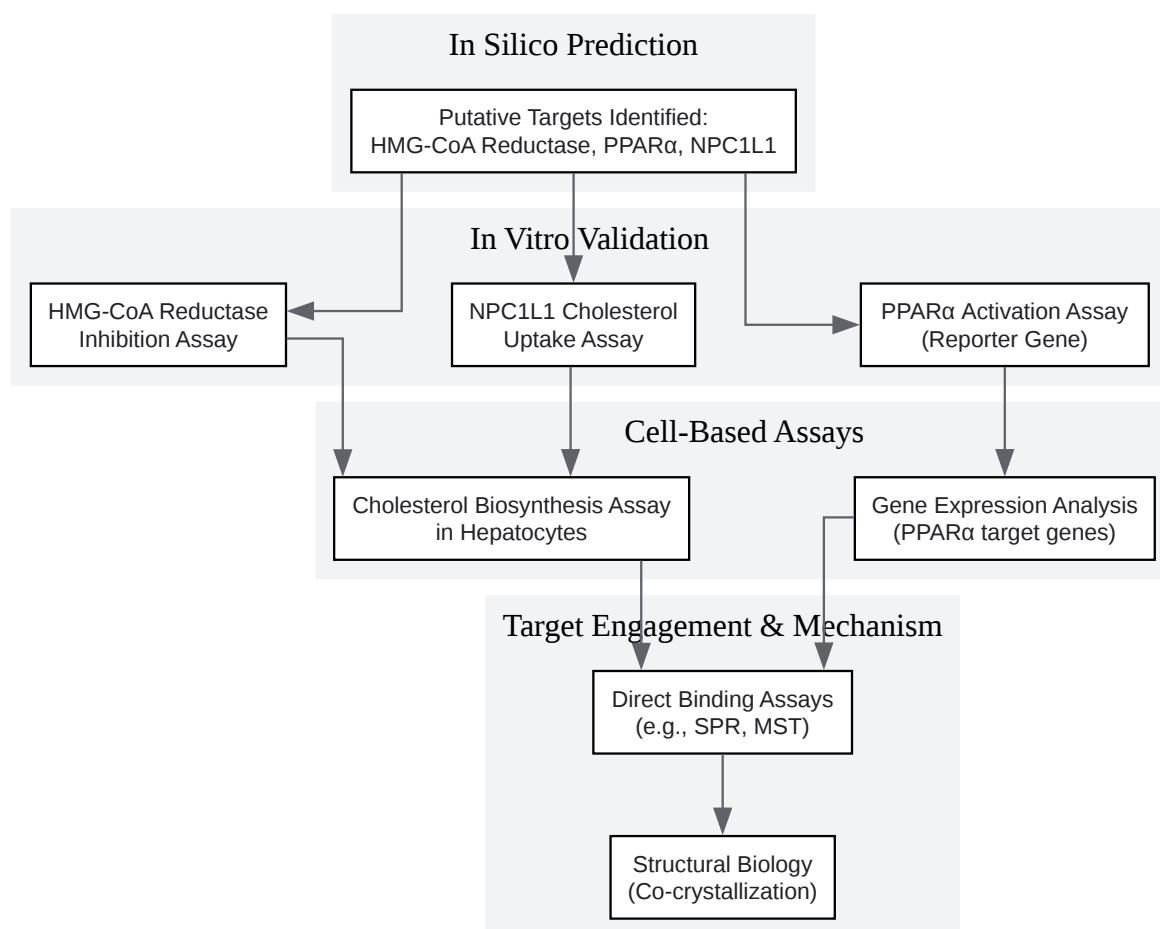 In Silico Prediction
Putative Targets Identified:
HMG-CoA Reductase, PPARα, NPC1L1
In Vitro Validation
HMG-CoA Reductase
Inhibition Assay
NPC1L1 Cholesterol
Uptake Assay
PPARα Activation Assay
(Reporter Gene)
Cell-Based Assays
Cholesterol Biosynthesis Assay
in Hepatocytes
Gene Expression Analysis
(PPARα target genes)
Target Engagement & Mechanism
Direct Binding Assays
(e.g., SPR, MST)
Structural Biology
(Co-crystallization)